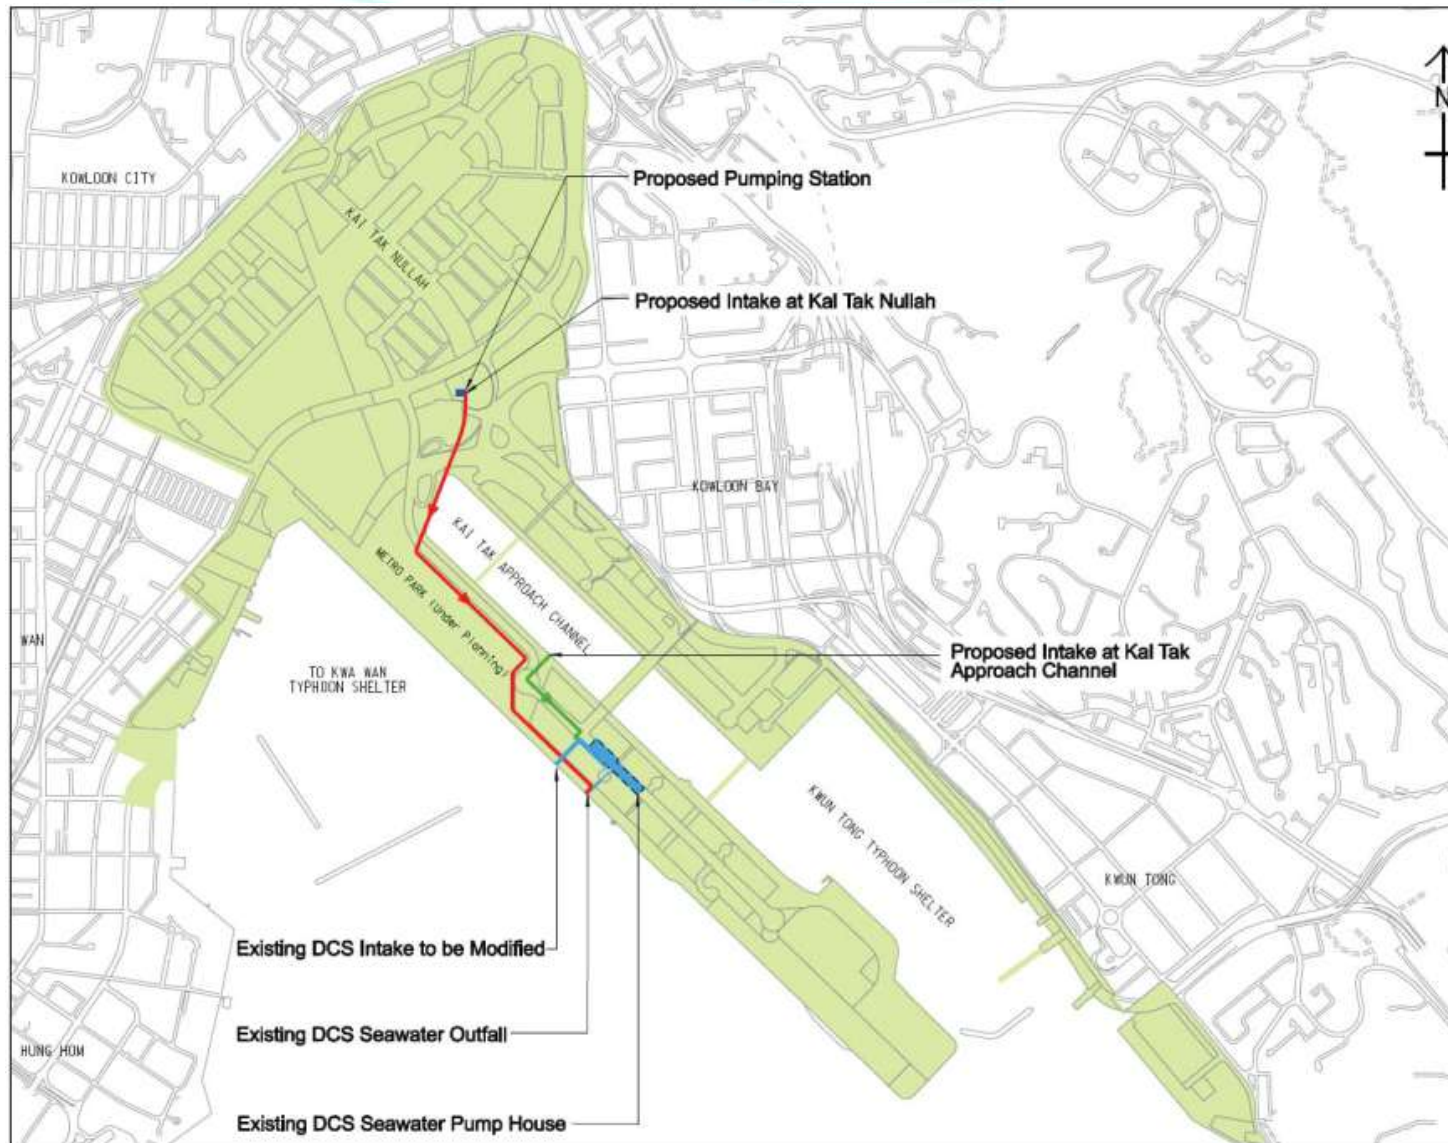 N
Proposed Pumping Station
KOWLOON CITY
KAI TAK NULLAH
Proposed Intake at Kai Tak Nullah
KOWLOON BAY
KAI TAK APPROACH CHANNEL
METRO PARK (under Planning)
WAN
TO KWA WAN
TYPHOON SHELTER
Proposed Intake at Kai Tak
Approach Channel
KWUN TONG TYPHOON SHELTER
KWUN TONG
Existing DCS Intake to be Modified
Existing DCS Seawater Outfall
HUNG HOM
Existing DCS Seawater Pump House